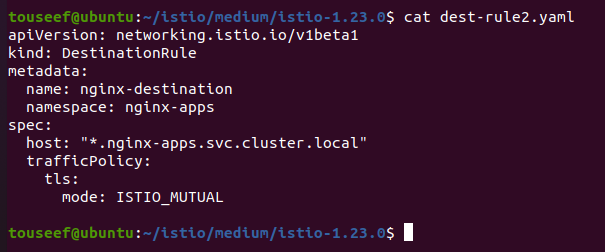 touseef@ubuntu:~/istio/medium/istio-1.23.0$ cat dest-rule2.yaml
apiVersion: networking.istio.io/v1beta1
kind: DestinationRule
metadata:
  name: nginx-destination
  namespace: nginx-apps
spec:
  host: "*.nginx-apps.svc.cluster.local"
  trafficPolicy:
    tls:
      mode: ISTIO_MUTUAL
touseef@ubuntu:~/istio/medium/istio-1.23.0$